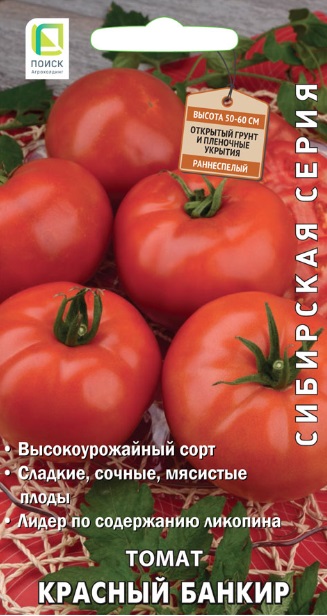 ПОИСК
Агрохолдинг
ВЫСОТА 50-60 СМ
ОТКРЫТЫЙ ГРУНТ
И ПЛЕНОЧНЫЕ
УКРЫТИЯ
РАННЕСПЕЛЫЙ
СИБИРСКАЯ СЕРИЯ
• Высокоурожайный сорт
• Сладкие, сочные, мясистые
плоды
• Лидер по содержанию ликопина
ТОМАТ
КРАСНЫЙ БАНКИР